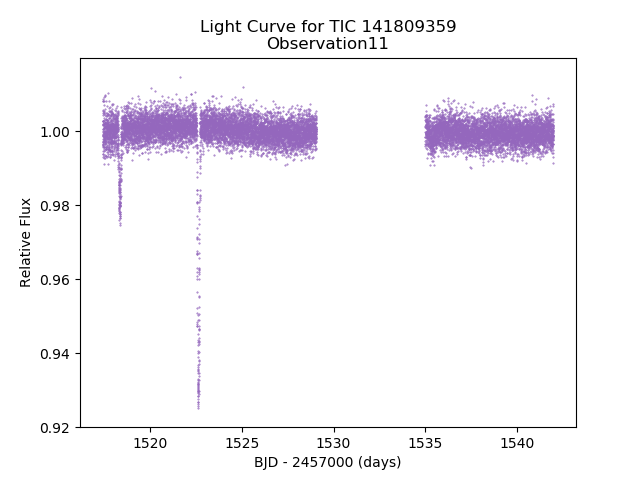 Light Curve for TIC 141809359
Observation11
1.00
0.98
0.96
0.94
0.92
Relative Flux
1520
1525
1530
1535
1540
BJD - 2457000 (days)